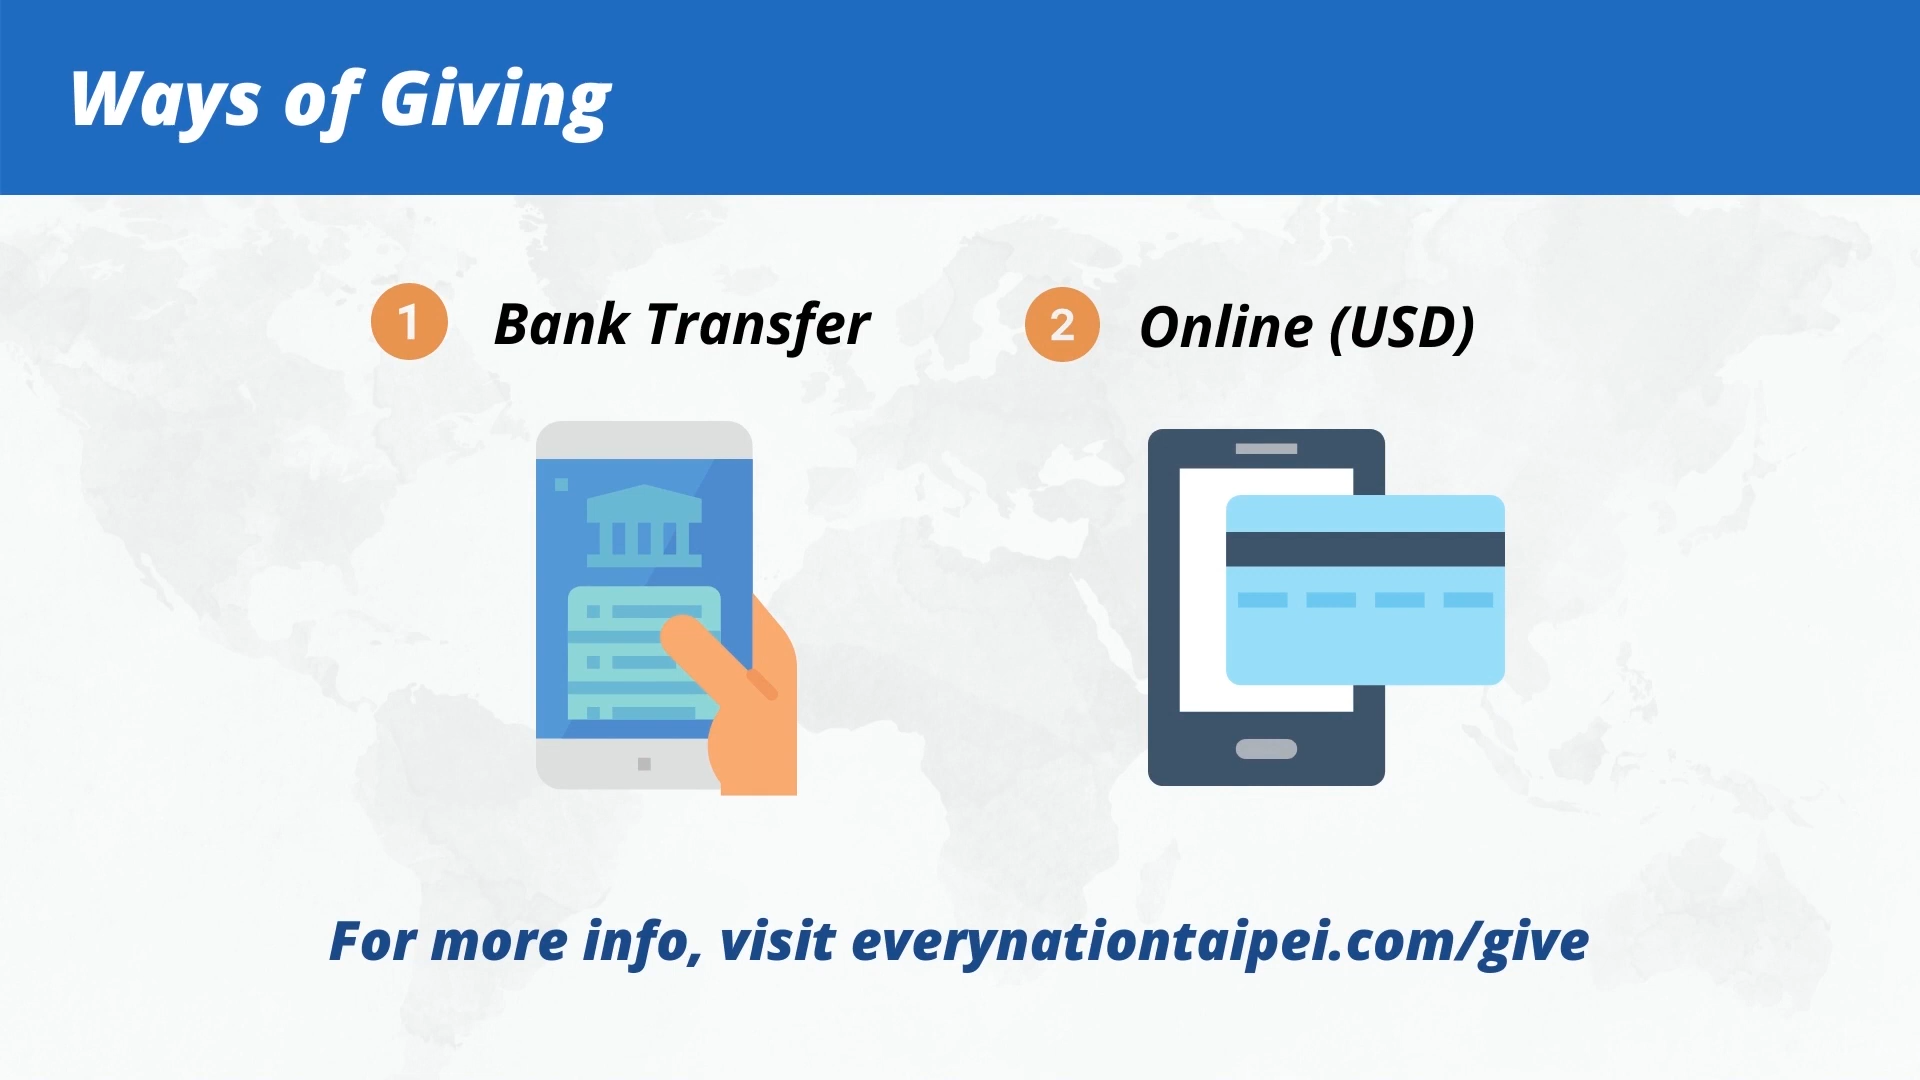 Ways of Giving
1 Bank Transfer
2 Online (USD)
For more info, visit everynationtaipei.com/give